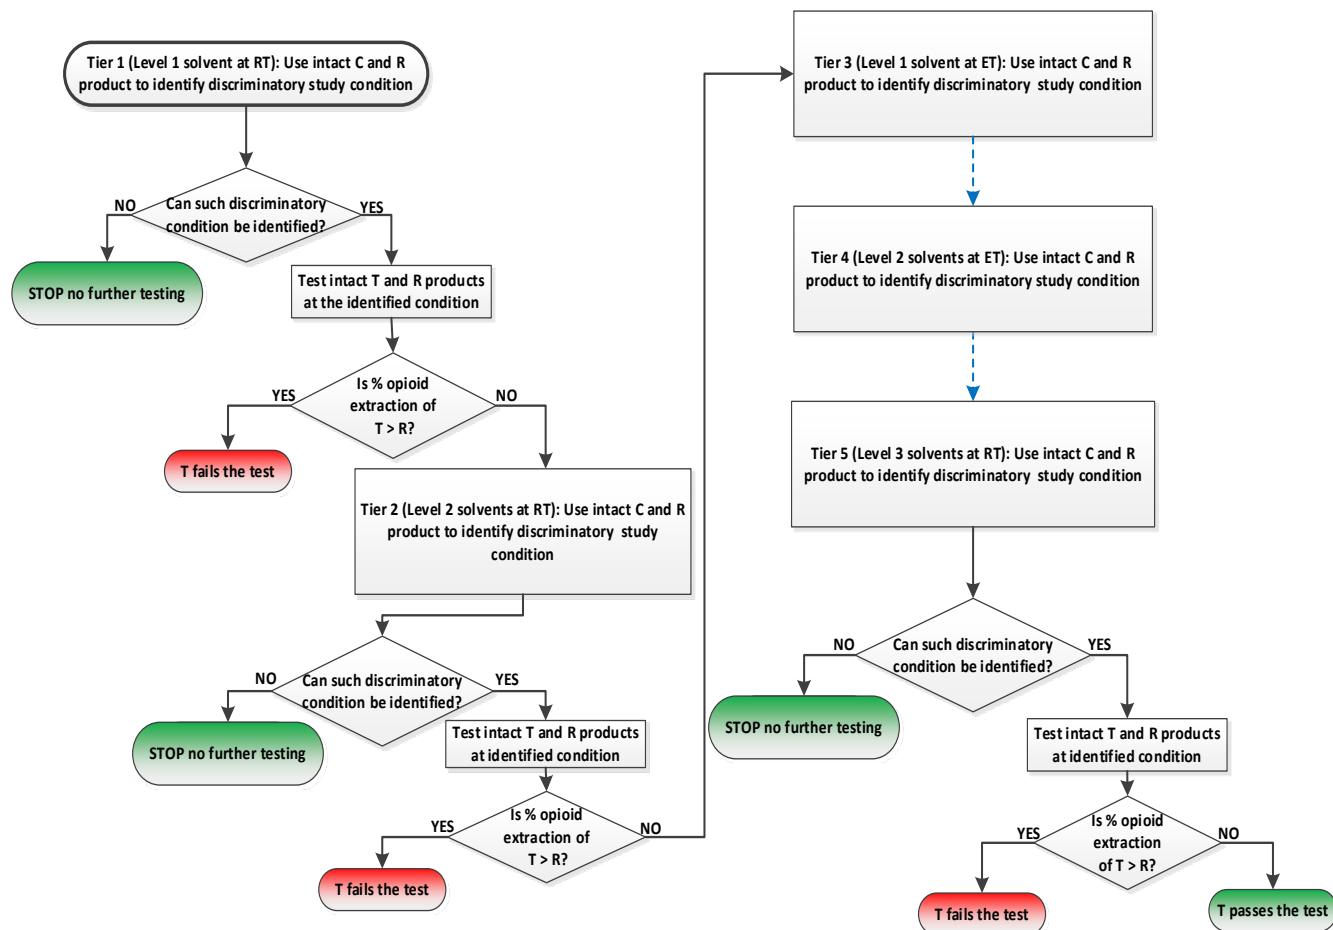 Tier 1 (Level 1 solvent at RT): Use intact C and R
product to identify discriminatory study condition
Can such discriminatory
condition be identified?
NO
YES
STOP no further testing
Test intact T and R products
at the identified condition
Is % opioid
extraction of
T > R?
YES
NO
T fails the test
Tier 2 (Level 2 solvents at RT): Use intact C and R
product to identify discriminatory study
condition
Can such discriminatory
condition be identified?
NO
YES
STOP no further testing
Test intact T and R products
at identified condition
Is % opioid
extraction of
T > R?
YES
NO
T fails the test
Tier 3 (Level 1 solvent at ET): Use intact C and R
product to identify discriminatory study condition
Tier 4 (Level 2 solvents at ET): Use intact C and R
product to identify discriminatory study condition
Tier 5 (Level 3 solvents at RT): Use intact C and R
product to identify discriminatory study condition
Can such discriminatory
condition be identified?
NO
YES
STOP no further testing
Test intact T and R products
at identified condition
Is % opioid
extraction
of T > R?
YES
NO
T fails the test
T passes the test